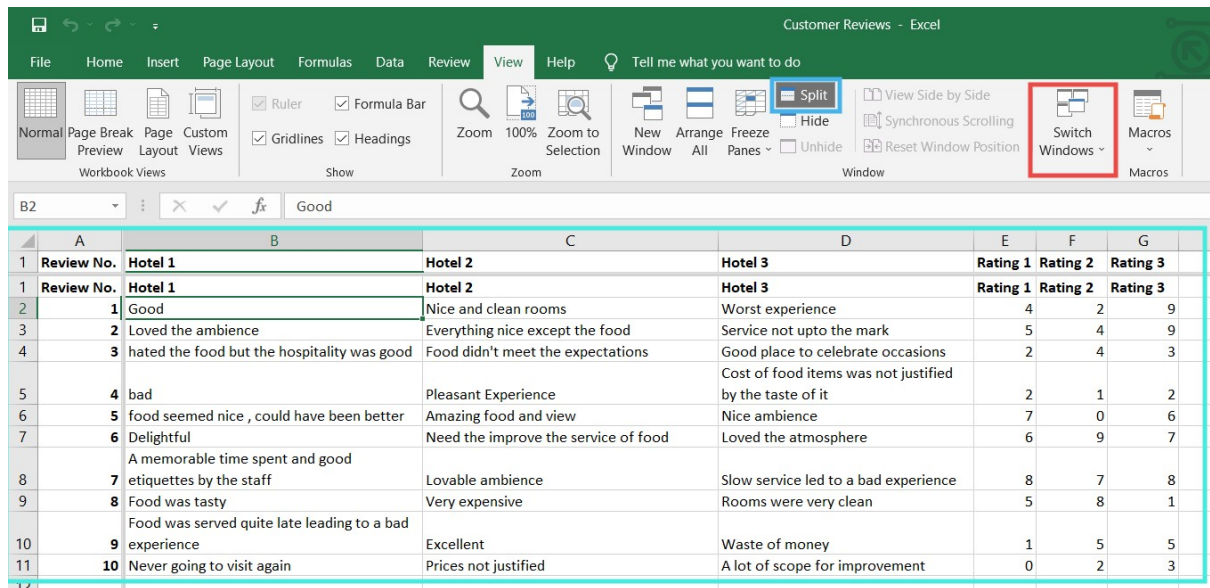 Customer Reviews - Excel
File Home Insert Page Layout Formulas Data Review View Help Tell me what you want to do
Normal Page Break Preview Page Layout Custom Views
Workbook Views
Ruler Formula Bar
Gridlines Headings
Show
Zoom 100% Zoom to Selection
Zoom
New Window Arrange All Freeze Panes
Split
Hide
Unhide
View Side by Side
Synchronous Scrolling
Reset Window Position
Switch Windows
Window
Macros
Macros
B2 fx Good
A B C D E F G
1 Review No. Hotel 1 Hotel 2 Hotel 3 Rating 1 Rating 2 Rating 3
1 Review No. Hotel 1 Hotel 2 Hotel 3 Rating 1 Rating 2 Rating 3
2 1 Good Nice and clean rooms Worst experience 4 2 9
3 2 Loved the ambience Everything nice except the food Service not upto the mark 5 4 9
4 3 hated the food but the hospitality was good Food didn't meet the expectations Good place to celebrate occasions 2 4 3
Cost of food items was not justified
5 4 bad Pleasant Experience by the taste of it 2 1 2
6 5 food seemed nice , could have been better Amazing food and view Nice ambience 7 0 6
7 6 Delightful Need the improve the service of food Loved the atmosphere 6 9 7
A memorable time spent and good
8 7 etiquettes by the staff Lovable ambience Slow service led to a bad experience 8 7 8
9 8 Food was tasty Very expensive Rooms were very clean 5 8 1
Food was served quite late leading to a bad
10 9 experience Excellent Waste of money 1 5 5
11 10 Never going to visit again Prices not justified A lot of scope for improvement 0 2 3